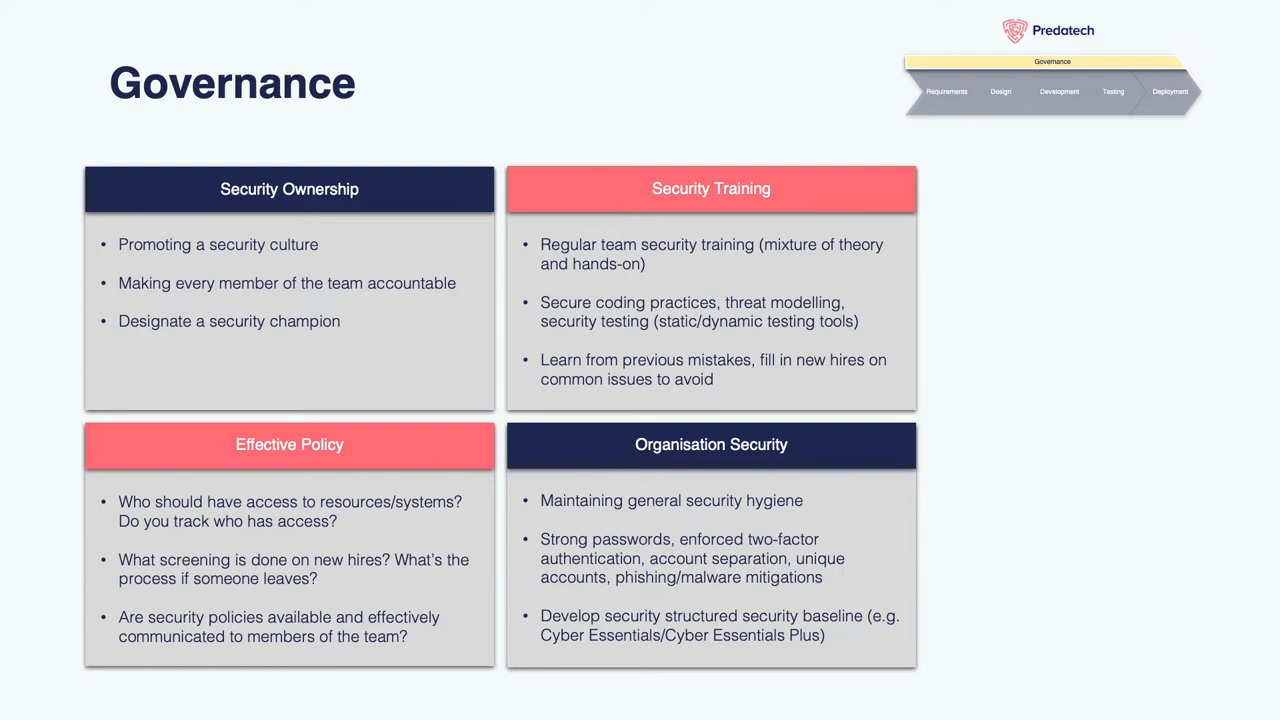 Predatech
Governance
Governance
Requirements Design Development Testing Deployment
Security Ownership
• Promoting a security culture
• Making every member of the team accountable
• Designate a security champion
Security Training
• Regular team security training (mixture of theory
and hands-on)
• Secure coding practices, threat modelling,
security testing (static/dynamic testing tools)
• Learn from previous mistakes, fill in new hires on
common issues to avoid
Effective Policy
• Who should have access to resources/systems?
Do you track who has access?
• What screening is done on new hires? What's the
process if someone leaves?
• Are security policies available and effectively
communicated to members of the team?
Organisation Security
• Maintaining general security hygiene
• Strong passwords, enforced two-factor
authentication, account separation, unique
accounts, phishing/malware mitigations
• Develop security structured security baseline (e.g.
Cyber Essentials/Cyber Essentials Plus)